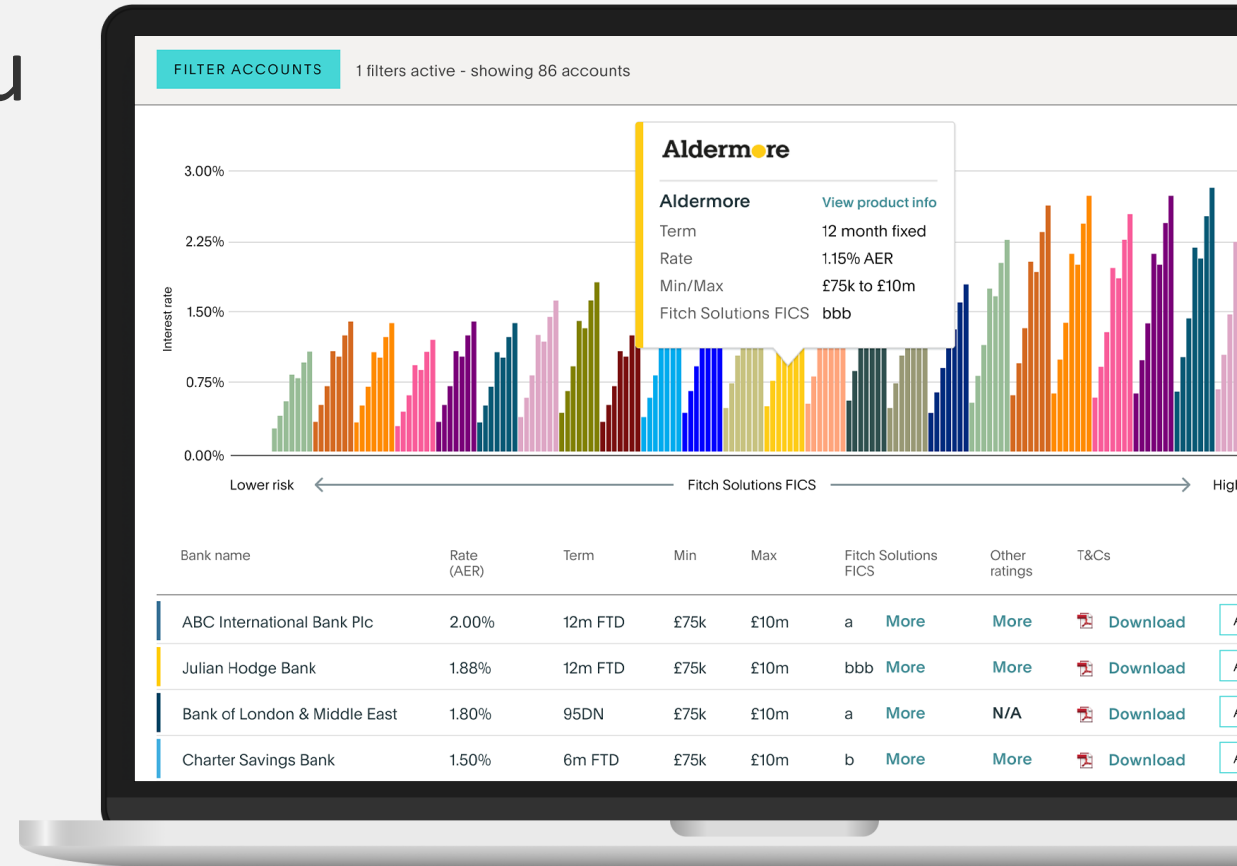 FILTER ACCOUNTS 1 filters active - showing 86 accounts
Aldermore
Aldermore View product info
Term 12 month fixed
Rate 1.15% AER
Min/Max £75k to £10m
Fitch Solutions FICS bbb
3.00%
2.25%
1.50%
0.75%
0.00%
Interest rate
Lower risk Fitch Solutions FICS
Bank name Rate (AER) Term Min Max Fitch Solutions FICS Other ratings T&Cs
ABC International Bank Plc 2.00% 12m FTD £75k £10m a More More Download
Julian Hodge Bank 1.88% 12m FTD £75k £10m bbb More More Download
Bank of London & Middle East 1.80% 95DN £75k £10m a More N/A Download
Charter Savings Bank 1.50% 6m FTD £75k £10m b More More Download